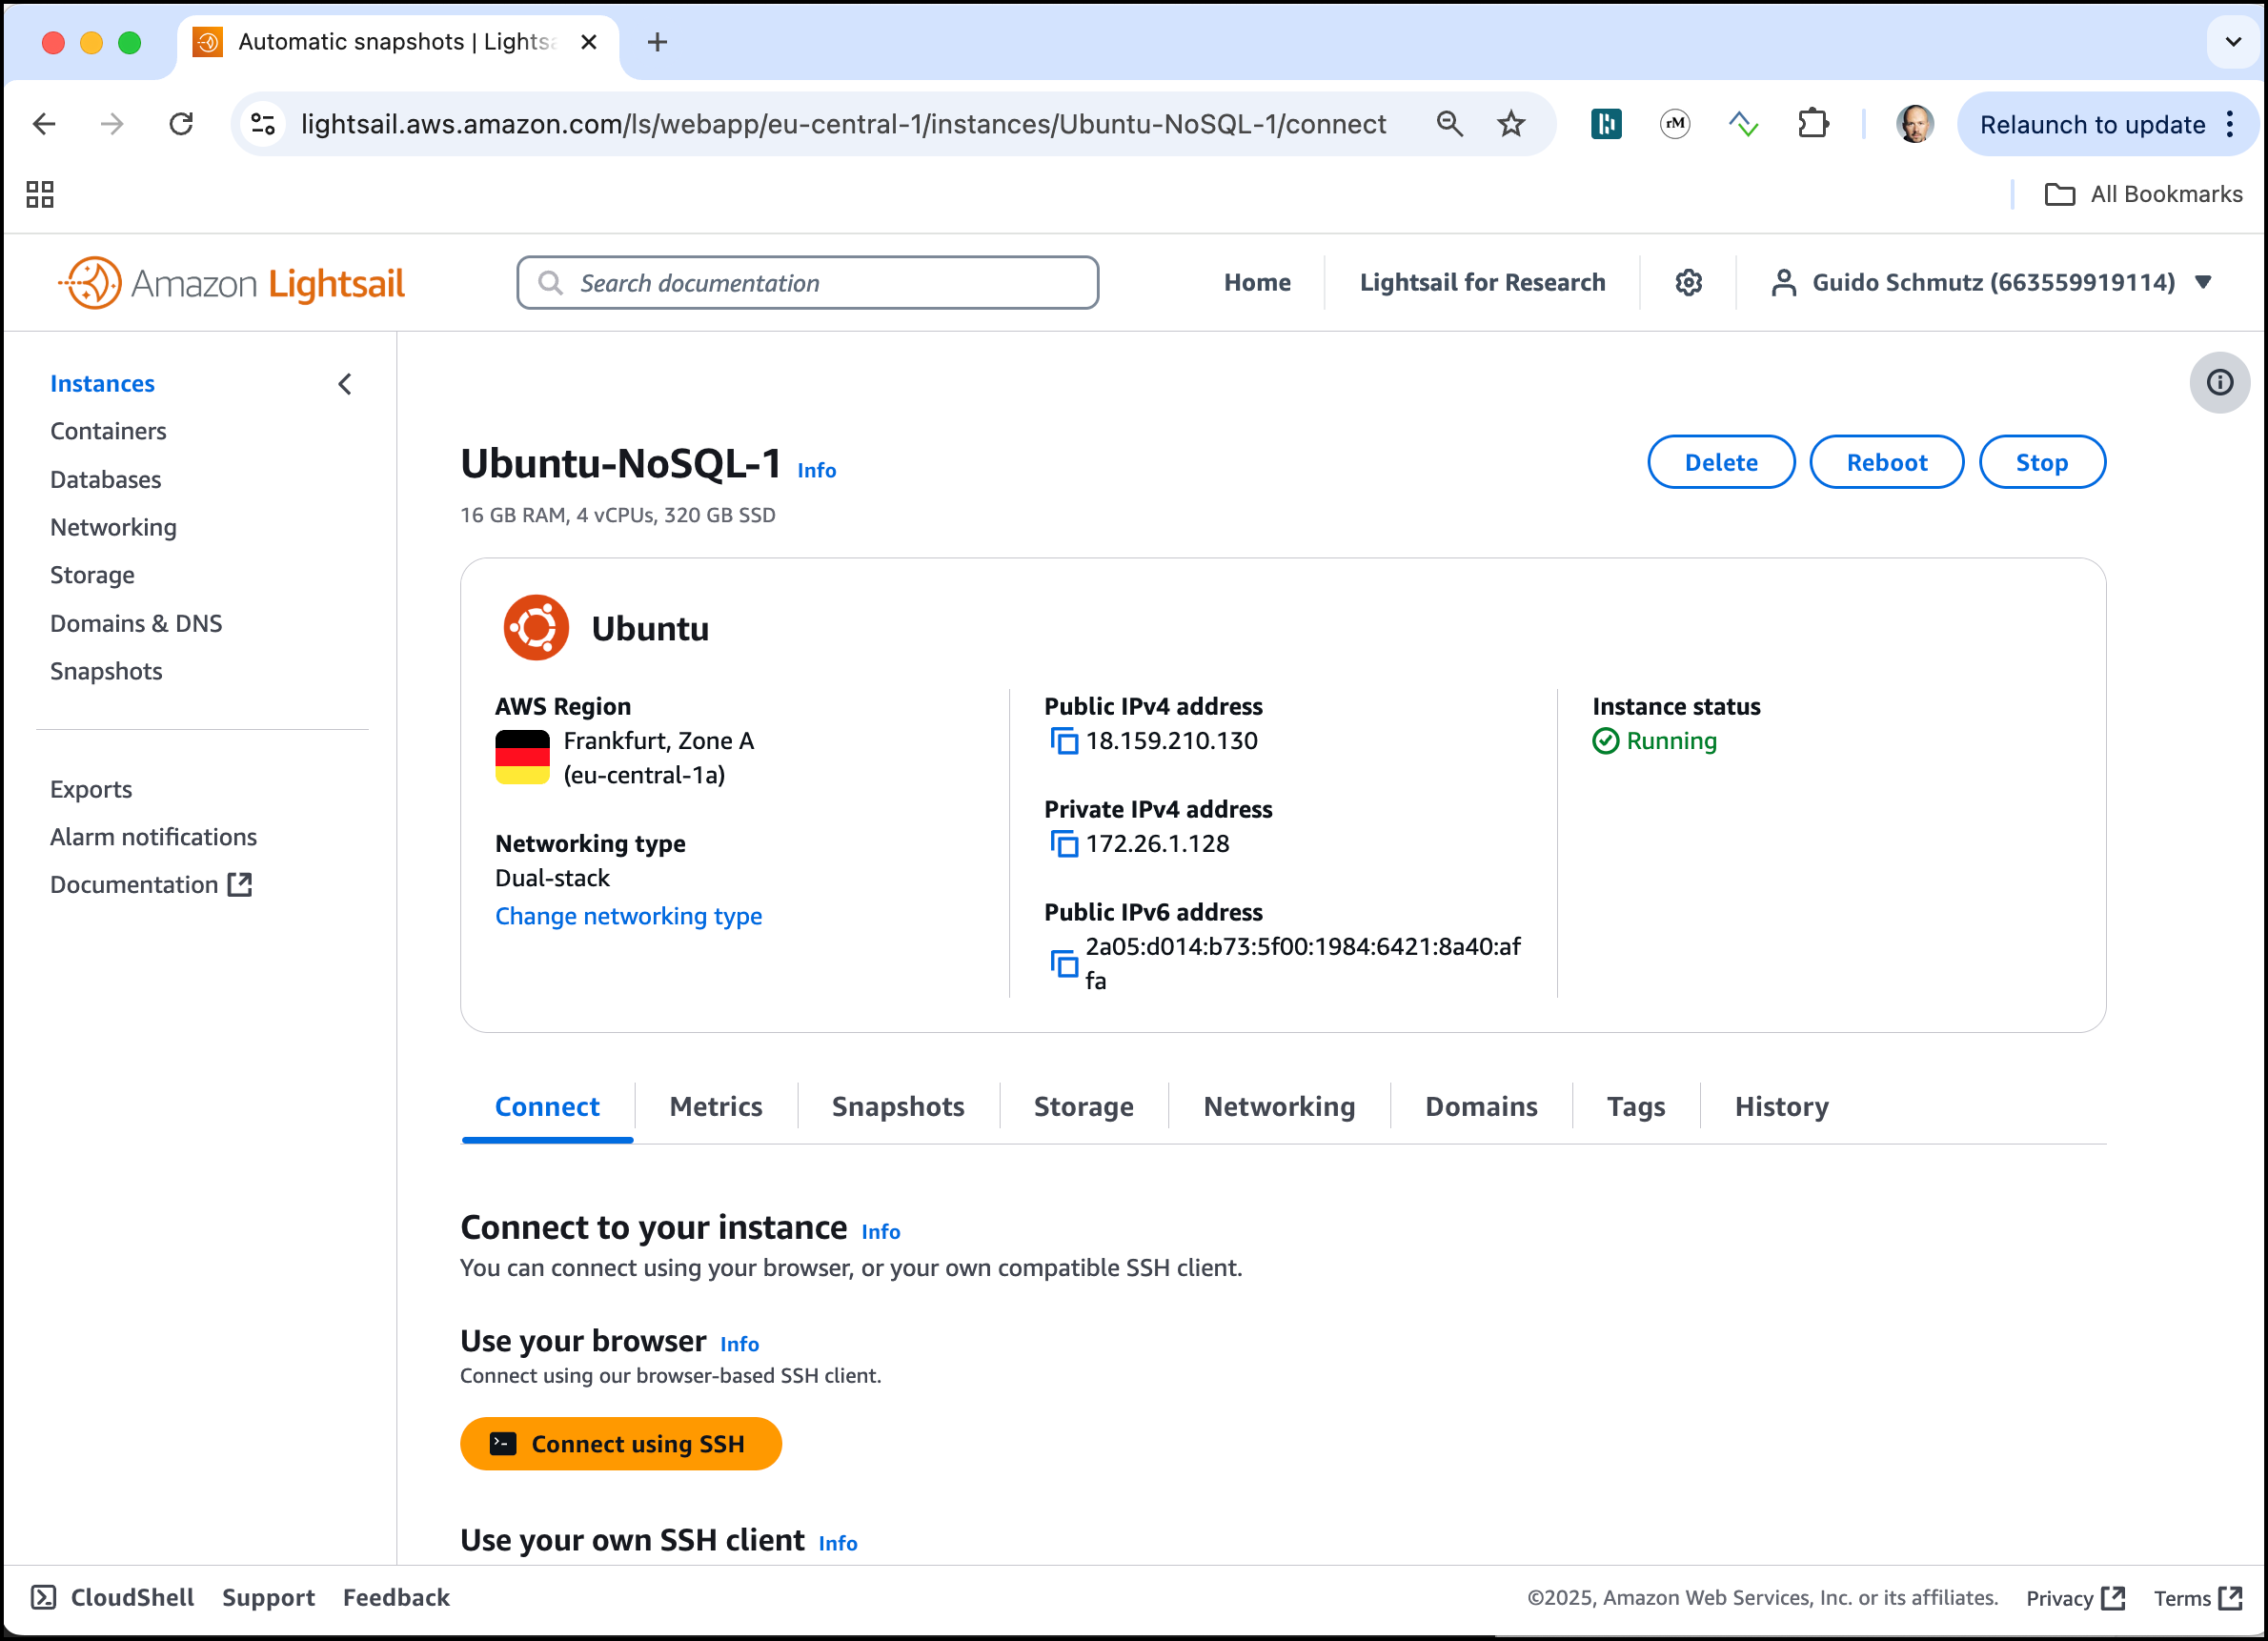 Automatic snapshots | Lights
lightsail.aws.amazon.com/ls/webapp/eu-central-1/instances/Ubuntu-NoSQL-1/connect
rM
Relaunch to update
All Bookmarks
Amazon Lightsail
Search documentation
Home
Lightsail for Research
Guido Schmutz (663559919114)
Instances
Containers
Databases
Networking
Storage
Domains & DNS
Snapshots
Exports
Alarm notifications
Documentation
Ubuntu-NoSQL-1 Info
Delete
Reboot
Stop
16 GB RAM, 4 vCPUs, 320 GB SSD
Ubuntu
AWS Region
Frankfurt, Zone A
(eu-central-1a)
Networking type
Dual-stack
Change networking type
Public IPv4 address
18.159.210.130
Private IPv4 address
172.26.1.128
Public IPv6 address
2a05:d014:b73:5f00:1984:6421:8a40:af
fa
Instance status
Running
Connect
Metrics
Snapshots
Storage
Networking
Domains
Tags
History
Connect to your instance Info
You can connect using your browser, or your own compatible SSH client.
Use your browser Info
Connect using our browser-based SSH client.
Connect using SSH
Use your own SSH client Info
CloudShell
Support
Feedback
©2025, Amazon Web Services, Inc. or its affiliates.
Privacy
Terms